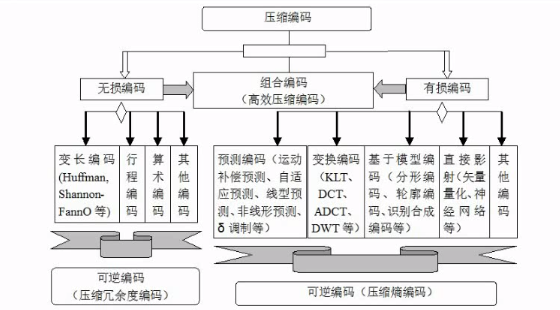 压缩编码
无损编码
组合编码
(高效压缩编码)
有损编码
变长编码
(Huffman,
Shannon-
FannO 等)
行
程
编
码
算
术
编
码
其
他
编
码
预测编码（运动
补偿预测、自适
应预测、线型预
测、非线形预测、
δ 调制等）
变换编码
(KLT、
DCT、
ADCT、
DWT 等)
基于模型编
码（分形编
码、轮廓编
码、识别合成
编码等）
直接影
射（矢量
量化、神
经网络
等）
其
他
编
码
可逆编码
（压缩冗余度编码）
可逆编码（压缩熵编码）